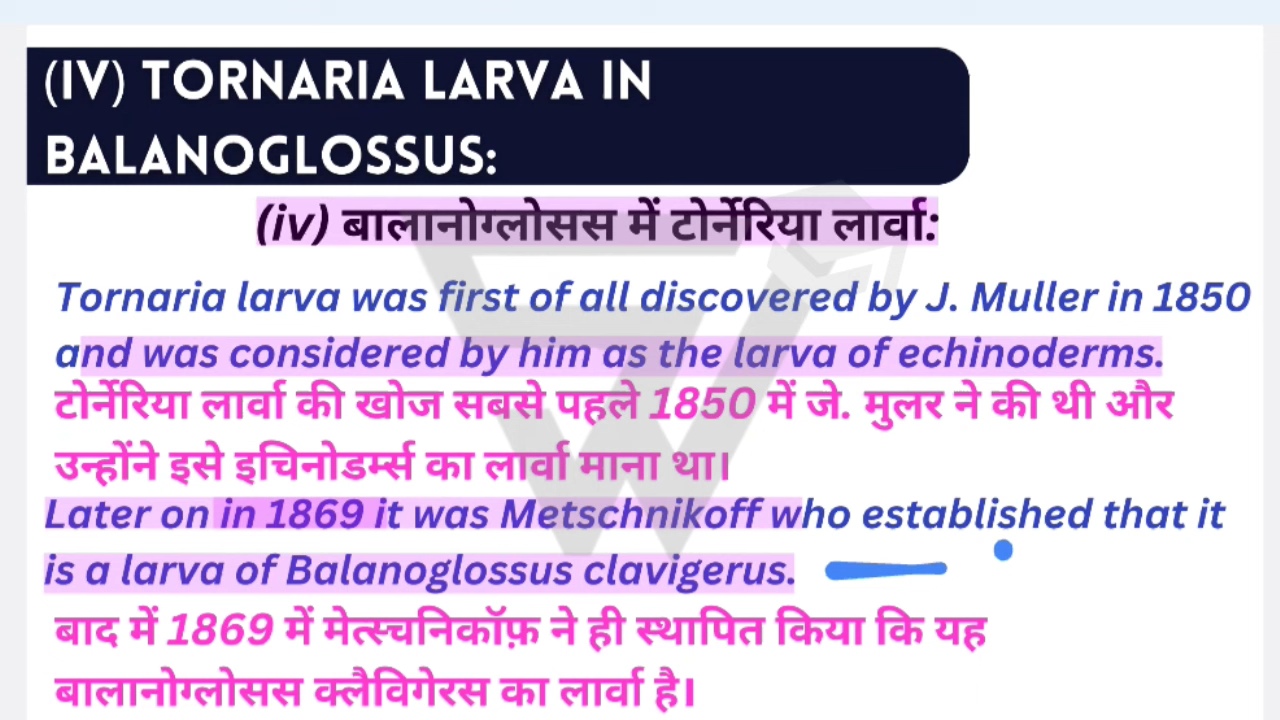 (IV) TORNARIA LARVA IN
BALANOGLOSSUS:
(iv) बालानोग्लोसस में टोर्नेरिया लार्वा:
Tornaria larva was first of all discovered by J. Muller in 1850
and was considered by him as the larva of echinoderms.
टोर्नेरिया लार्वा की खोज सबसे पहले 1850 में जे. मुलर ने की थी और
उन्होंने इसे इचिनोडर्म्स का लार्वा माना था।
Later on in 1869 it was Metschnikoff who established that it
is a larva of Balanoglossus clavigerus.
बाद में 1869 में मेत्स्चनिकॉफ़ ने ही स्थापित किया कि यह
बालानोग्लोसस क्लैविगेरस का लार्वा है।